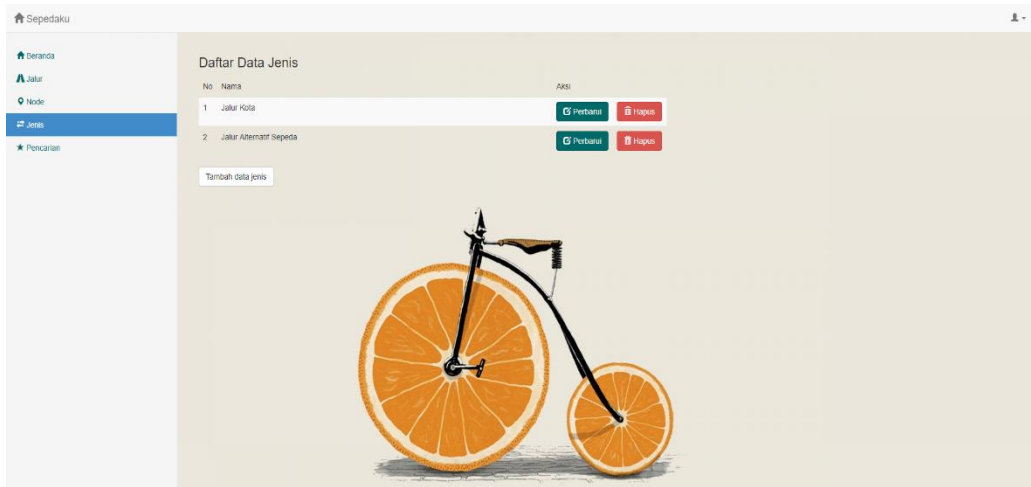 Sepedaku
Beranda
Jalur
Node
Jenis
Pencarian
Daftar Data Jenis
No Nama Aksi
1 Jalur Kota Perbarui Hapus
2 Jalur Alternatif Sepeda Perbarui Hapus
Tambah data jenis